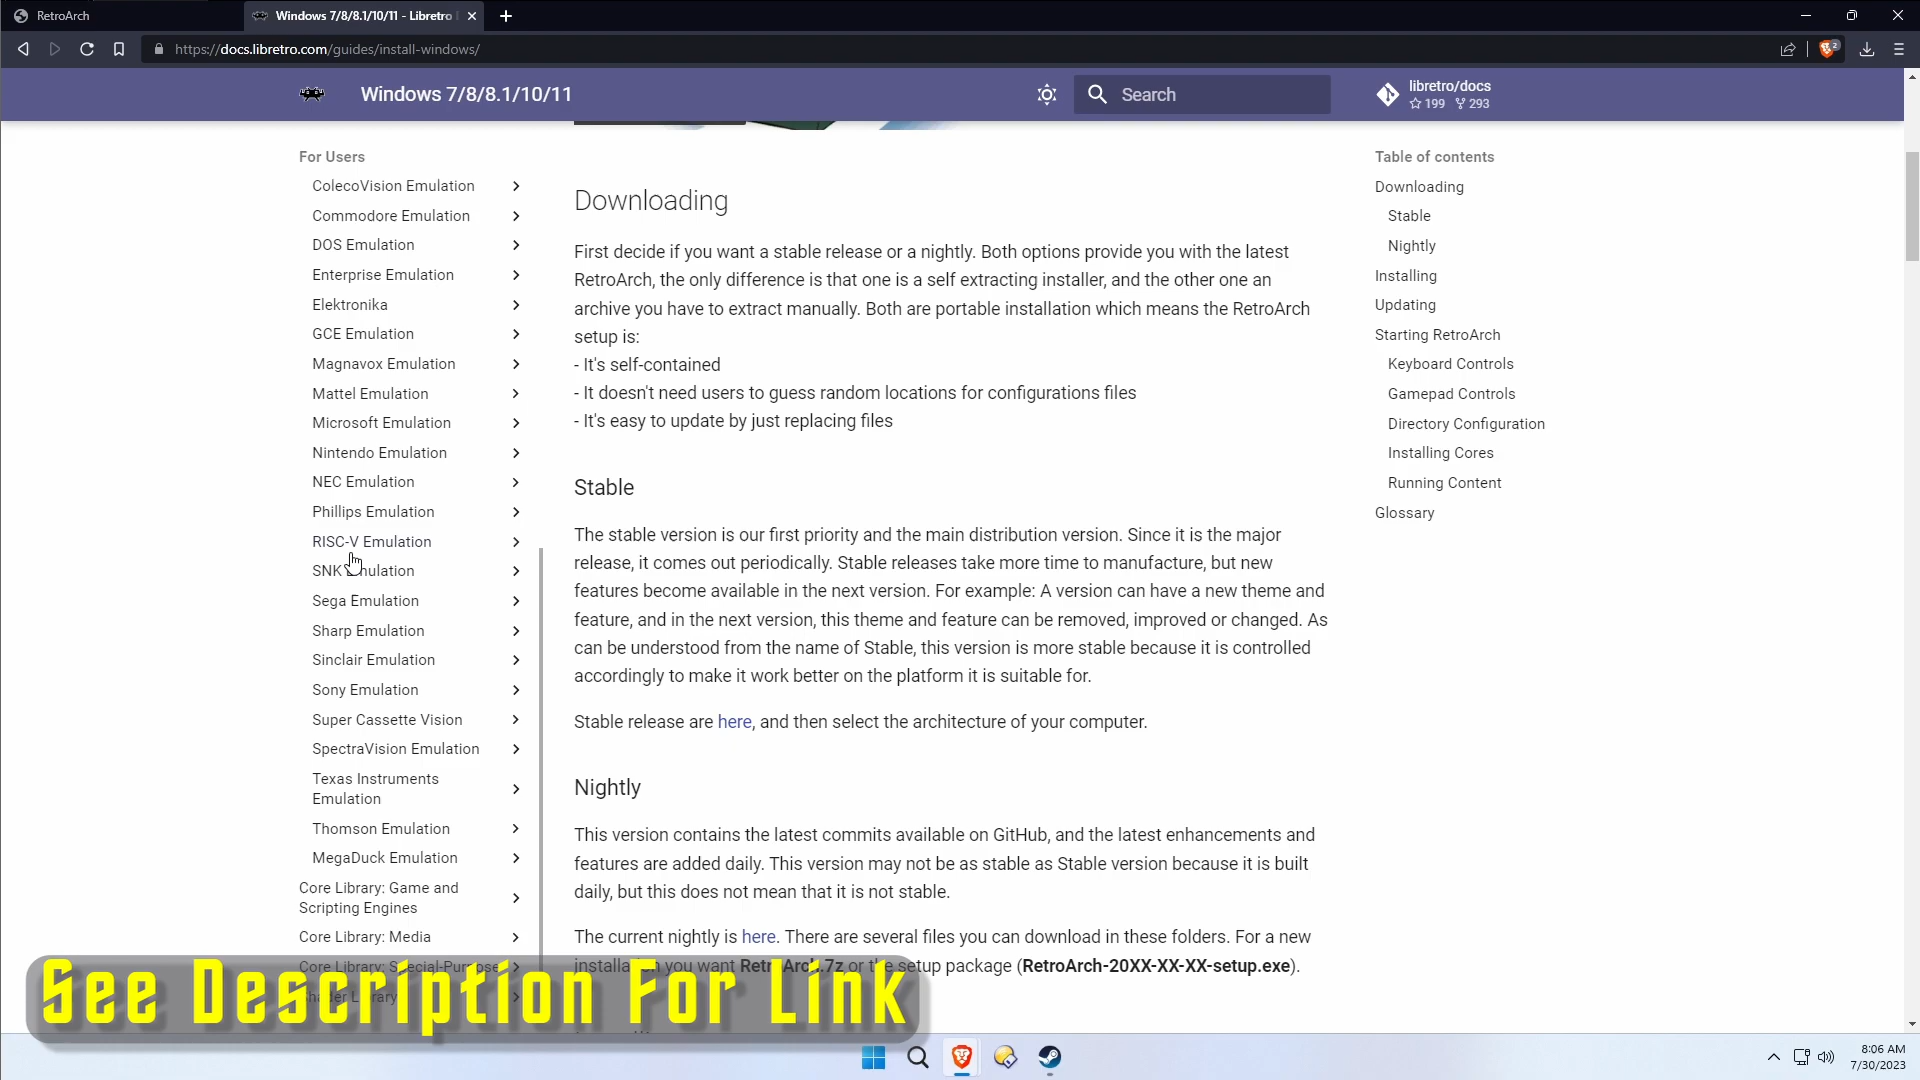 RetroArch
Windows 7/8/8.1/10/11 - Libretro
https://docs.libretro.com/guides/install-windows/
2
Windows 7/8/8.1/10/11
Search
libretro/docs
199 293
For Users
ColecoVision Emulation
Commodore Emulation
DOS Emulation
Enterprise Emulation
Elektronika
GCE Emulation
Magnavox Emulation
Mattel Emulation
Microsoft Emulation
Nintendo Emulation
NEC Emulation
Phillips Emulation
RISC-V Emulation
SNK Emulation
Sega Emulation
Sharp Emulation
Sinclair Emulation
Sony Emulation
Super Cassette Vision
SpectraVision Emulation
Texas Instruments
Emulation
Thomson Emulation
MegaDuck Emulation
Core Library: Game and
Scripting Engines
Core Library: Media
Core Library: Special-Purpose
Shader Library
Downloading
First decide if you want a stable release or a nightly. Both options provide you with the latest
RetroArch, the only difference is that one is a self extracting installer, and the other one an
archive you have to extract manually. Both are portable installation which means the RetroArch
setup is:
- It's self-contained
- It doesn't need users to guess random locations for configurations files
- It's easy to update by just replacing files
Stable
The stable version is our first priority and the main distribution version. Since it is the major
release, it comes out periodically. Stable releases take more time to manufacture, but new
features become available in the next version. For example: A version can have a new theme and
feature, and in the next version, this theme and feature can be removed, improved or changed. As
can be understood from the name of Stable, this version is more stable because it is controlled
accordingly to make it work better on the platform it is suitable for.
Stable release are here, and then select the architecture of your computer.
Nightly
This version contains the latest commits available on GitHub, and the latest enhancements and
features are added daily. This version may not be as stable as Stable version because it is built
daily, but this does not mean that it is not stable.
The current nightly is here. There are several files you can download in these folders. For a new
installation you want RetroArch.7z or the setup package (RetroArch-20XX-XX-XX-setup.exe).
Table of contents
Downloading
Stable
Nightly
Installing
Updating
Starting RetroArch
Keyboard Controls
Gamepad Controls
Directory Configuration
Installing Cores
Running Content
Glossary
See Description For Link
8:06 AM
7/30/2023